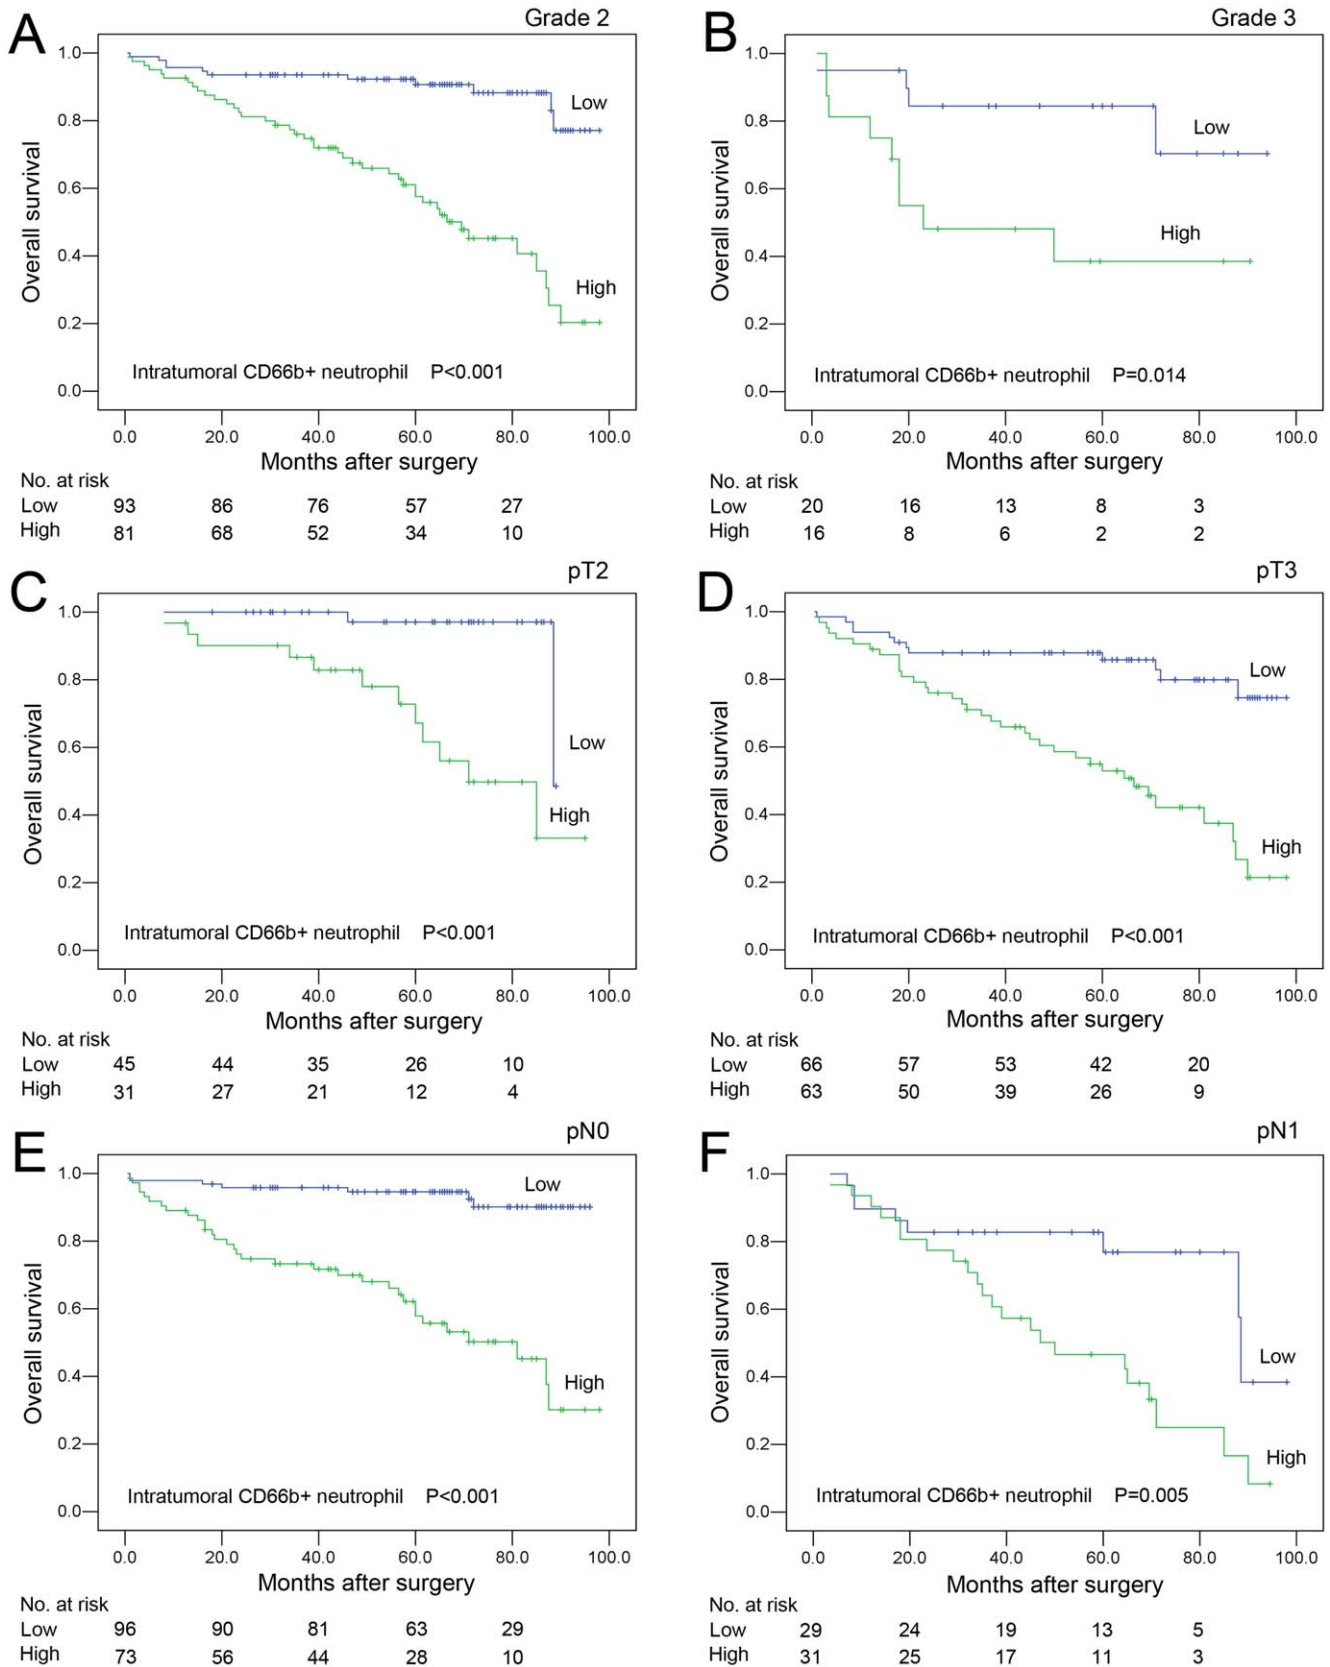 A
Grade 2
1.0
0.8
0.6
0.4
0.2
0.0
Overall survival
Low
High
Intratumoral CD66b+ neutrophil P<0.001
0.0 20.0 40.0 60.0 80.0 100.0
Months after surgery
No. at risk
Low 93 86 76 57 27
High 81 68 52 34 10
B
Grade 3
1.0
0.8
0.6
0.4
0.2
0.0
Overall survival
Low
High
Intratumoral CD66b+ neutrophil P=0.014
0.0 20.0 40.0 60.0 80.0 100.0
Months after surgery
No. at risk
Low 20 16 13 8 3
High 16 8 6 2 2
C
pT2
1.0
0.8
0.6
0.4
0.2
0.0
Overall survival
Low
High
Intratumoral CD66b+ neutrophil P<0.001
0.0 20.0 40.0 60.0 80.0 100.0
Months after surgery
No. at risk
Low 45 44 35 26 10
High 31 27 21 12 4
D
pT3
1.0
0.8
0.6
0.4
0.2
0.0
Overall survival
Low
High
Intratumoral CD66b+ neutrophil P<0.001
0.0 20.0 40.0 60.0 80.0 100.0
Months after surgery
No. at risk
Low 66 57 53 42 20
High 63 50 39 26 9
E
pN0
1.0
0.8
0.6
0.4
0.2
0.0
Overall survival
Low
High
Intratumoral CD66b+ neutrophil P<0.001
0.0 20.0 40.0 60.0 80.0 100.0
Months after surgery
No. at risk
Low 96 90 81 63 29
High 73 56 44 28 10
F
pN1
1.0
0.8
0.6
0.4
0.2
0.0
Overall survival
Low
High
Intratumoral CD66b+ neutrophil P=0.005
0.0 20.0 40.0 60.0 80.0 100.0
Months after surgery
No. at risk
Low 29 24 19 13 5
High 31 25 17 11 3